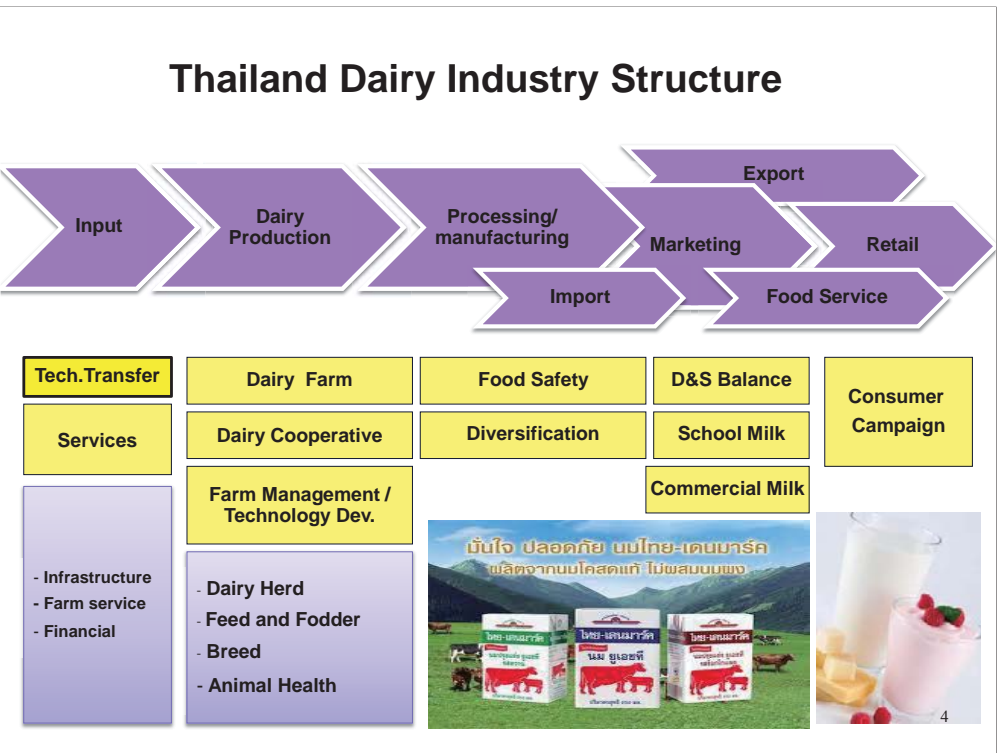 Thailand Dairy Industry Structure
Export
Input
Dairy
Production
Processing/
manufacturing
Marketing
Retail
Import
Food Service
Tech.Transfer
Services
- Infrastructure
- Farm service
- Financial
Dairy Farm
Dairy Cooperative
Farm Management /
Technology Dev.
- Dairy Herd
- Feed and Fodder
- Breed
- Animal Health
Food Safety
Diversification
D&S Balance
School Milk
Commercial Milk
Consumer
Campaign
มั่นใจ ปลอดภัย นมไทย-เดนมาร์ค
ผลิตจากนมโคสดแท้ ไม่ผสมนมผง
ไทย-เดนมาร์ค
ไทย-เดนมาร์ค
นม ยูเอชที
ไทย-เดนมาร์ค
4